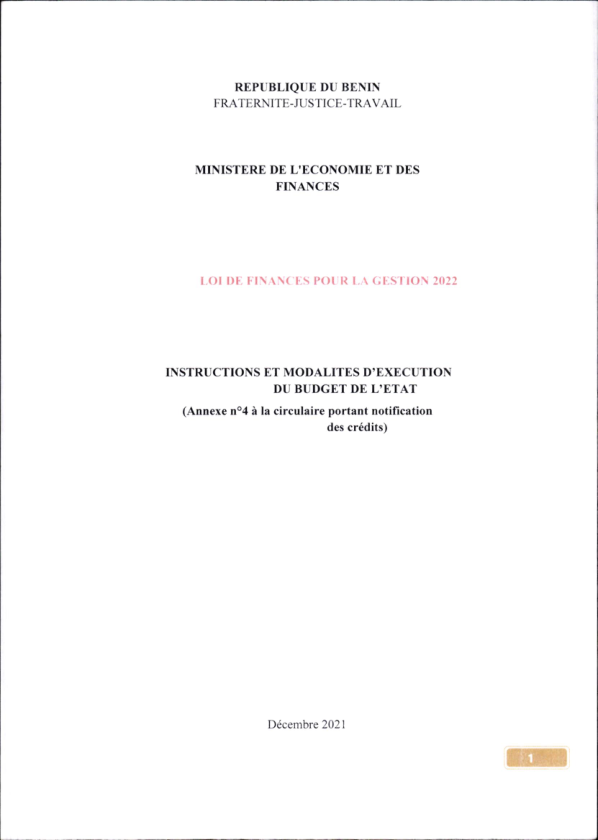 REPUBLIQUE DU BENIN
FRATERNITE-JUSTICE-TRAVAIL
MINISTERE DE L'ECONOMIE ET DES
FINANCES
LOI DE FINANCES POUR LA GESTION 2022
INSTRUCTIONS ET MODALITES D'EXECUTION
DU BUDGET DE L'ETAT
(Annexe n°4 à la circulaire portant notification
des crédits)
Décembre 2021
1